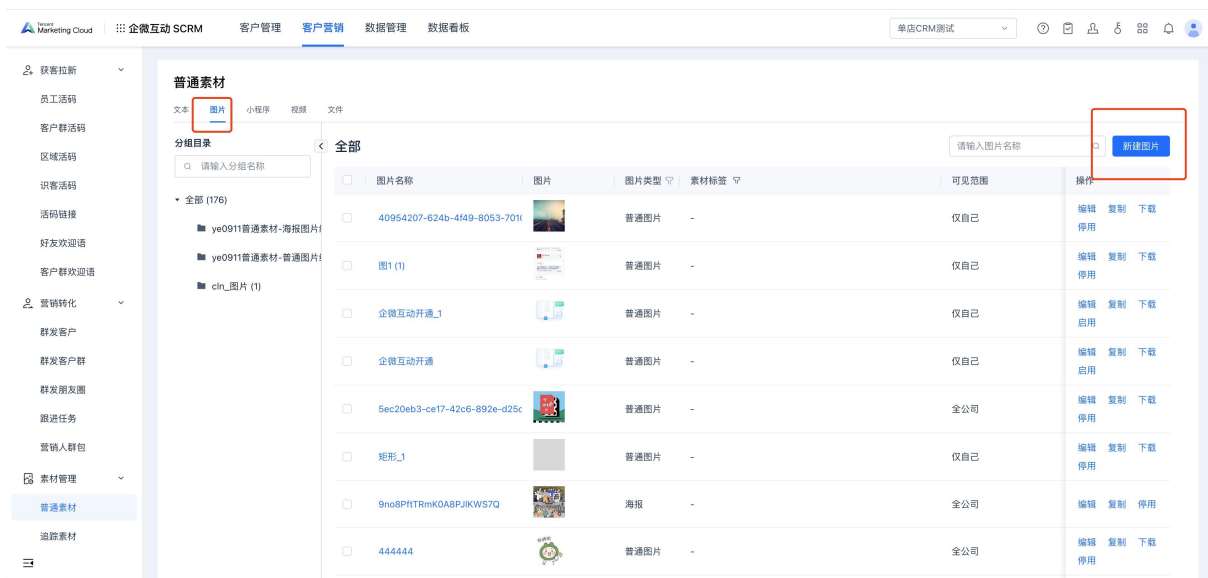 Tencent
Marketing Cloud
企微互动 SCRM
客户管理
客户营销
数据管理
数据看板
单店CRM测试
获客拉新
员工活码
客户群活码
区域活码
识客活码
活码链接
好友欢迎语
客户群欢迎语
营销转化
群发客户
群发客户群
群发朋友圈
跟进任务
营销人群包
素材管理
普通素材
追踪素材
普通素材
文本 图片 小程序 视频 文件
分组目录
请输入分组名称
全部 (176)
ye0911普通素材-海报图片
ye0911普通素材-普通图片
cln_图片 (1)
全部
请输入图片名称
新建图片
图片名称 图片 图片类型 素材标签 可见范围 操作
40954207-624b-4f49-8053-701 普通图片 - 仅自己 编辑 复制 下载
停用
图1 (1) 普通图片 - 仅自己 编辑 复制 下载
停用
企微互动开通_1 普通图片 - 仅自己 编辑 复制 下载
启用
企微互动开通 普通图片 - 仅自己 编辑 复制 下载
启用
5ec20eb3-ce17-42c6-892e-d25 普通图片 - 全公司 编辑 复制 下载
停用
矩形_1 普通图片 - 仅自己 编辑 复制 下载
停用
9no8PftTRmK0A8PJlKWS7Q 海报 - 全公司 编辑 复制 停用
444444 普通图片 - 全公司 编辑 复制 下载
停用